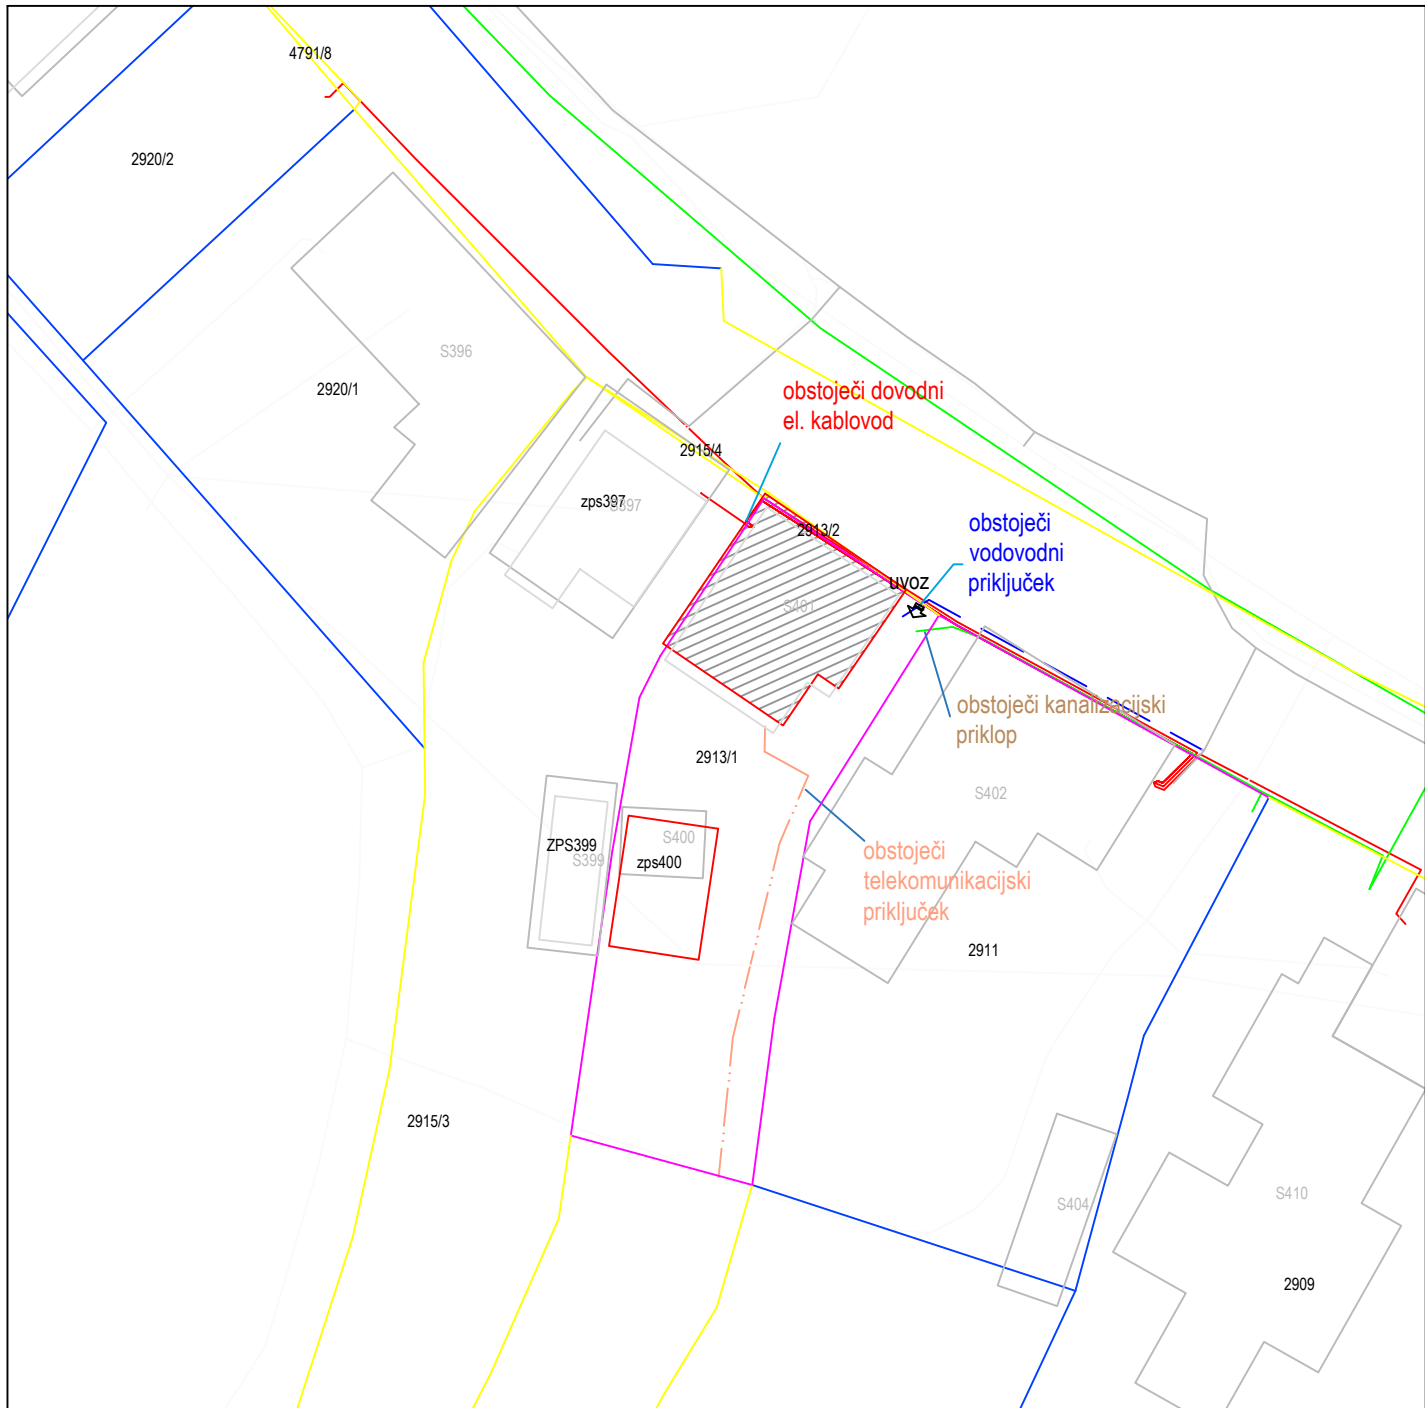 4791/8
2920/2
S396
2920/1
obstoječi dovodni
el. kablovod
2915/4
zps397
S397
2913/2
obstoječi
vodovodni
priključek
UVOZ
S401
obstoječi kanalizacijski
priklop
2913/1
S402
ZPS399
S399
S400
zps400
obstoječi
telekomunikacijski
priključek
2911
2915/3
S404
S410
2909